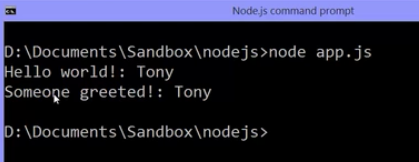 Node.js command prompt
D:\Documents\Sandbox\nodejs>node app.js
Hello world!: Tony
Someone greeted!: Tony
D:\Documents\Sandbox\nodejs>